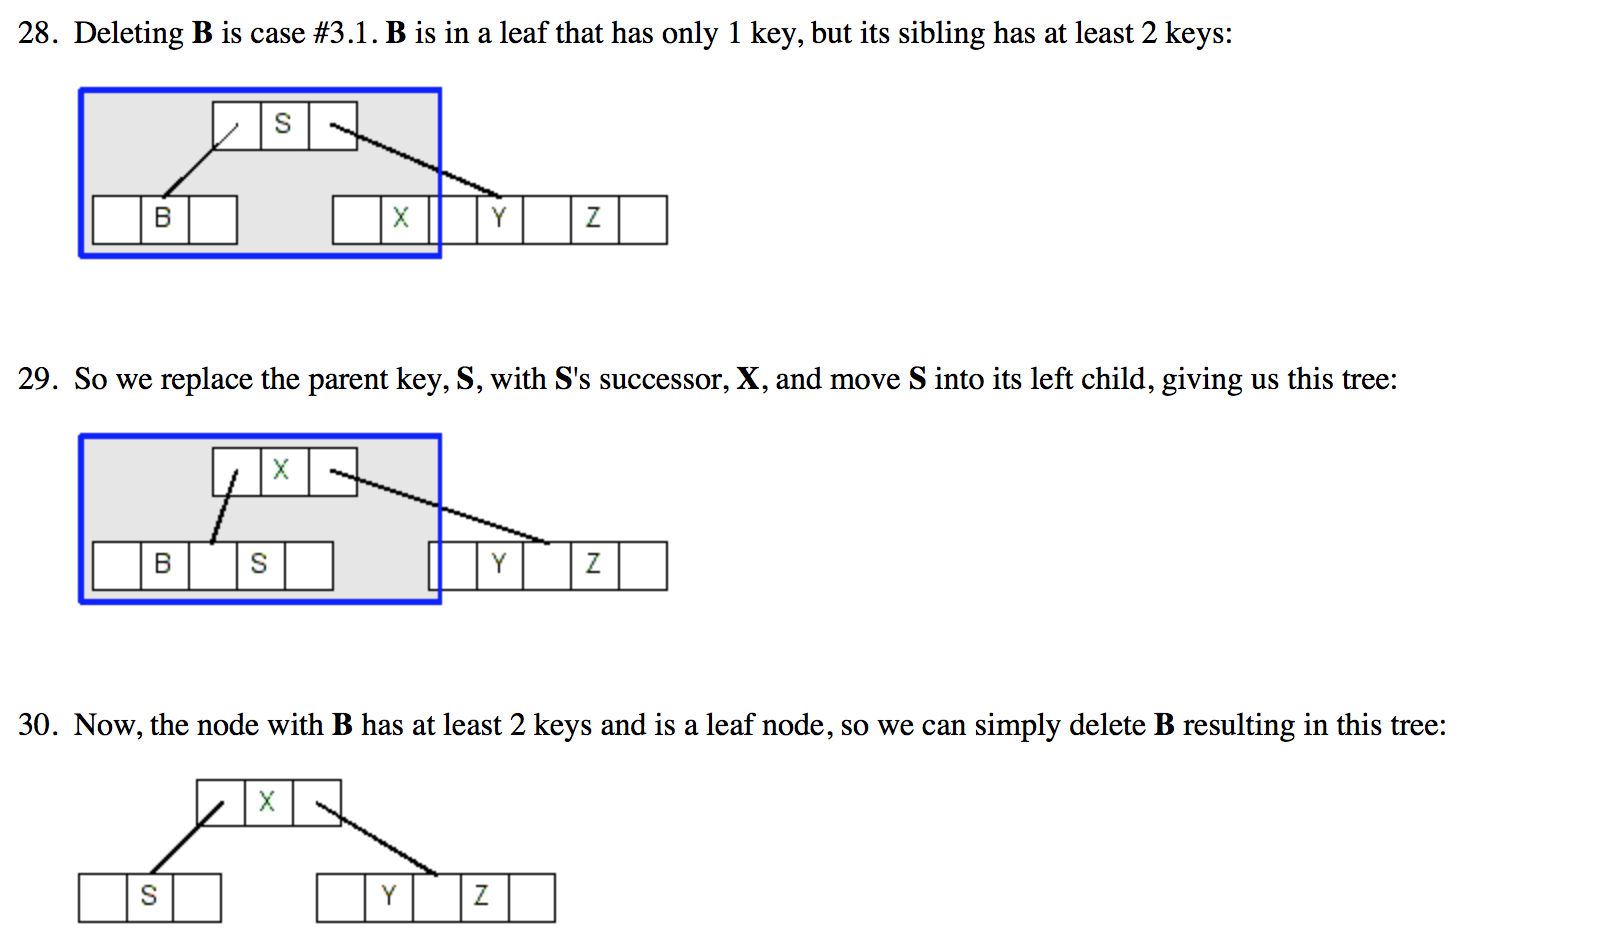 28. Deleting B is case #3.1. B is in a leaf that has only 1 key, but its sibling has at least 2 keys:
S
B X Y Z
29. So we replace the parent key, S, with S's successor, X, and move S into its left child, giving us this tree:
X
B S Y Z
30. Now, the node with B has at least 2 keys and is a leaf node, so we can simply delete B resulting in this tree:
X
S Y Z